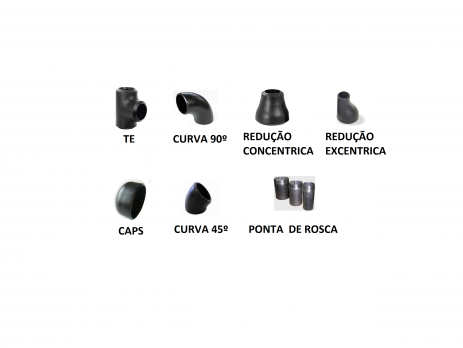 TE
CURVA 90º
REDUÇÃO
CONCENTRICA
REDUÇÃO
EXCENTRICA
CAPS
CURVA 45º
PONTA DE ROSCA